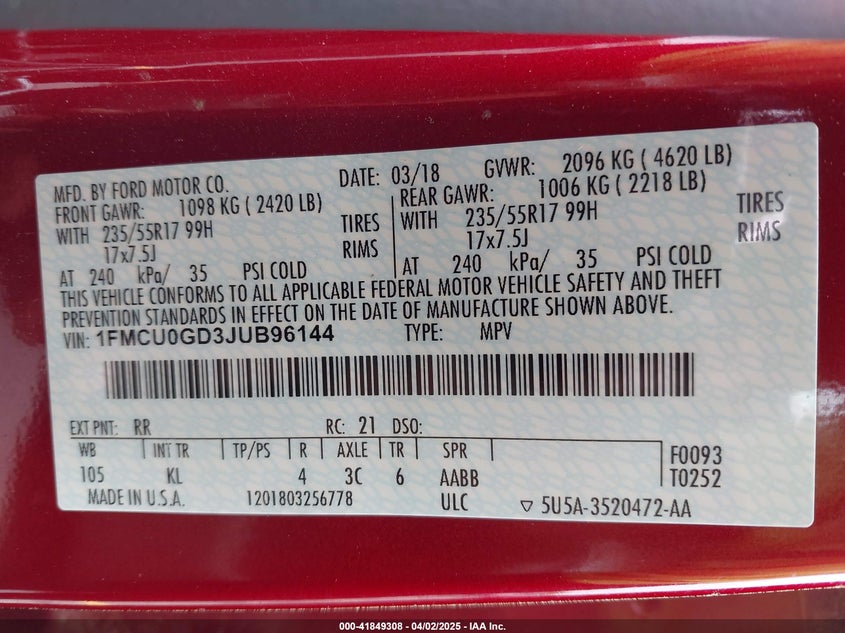 MFD. BY FORD MOTOR CO. DATE: 03/18 GVWR: 2096 KG ( 4620 LB)
FRONT GAWR: 1098 KG ( 2420 LB) REAR GAWR: 1006 KG ( 2218 LB)
WITH 235/55R17 99H TIRES WITH 235/55R17 99H TIRES
17x7.5J RIMS 17x7.5J RIMS
AT 240 kPa/ 35 PSI COLD AT 240 kPa/ 35 PSI COLD
THIS VEHICLE CONFORMS TO ALL APPLICABLE FEDERAL MOTOR VEHICLE SAFETY AND THEFT
PREVENTION STANDARDS IN EFFECT ON THE DATE OF MANUFACTURE SHOWN ABOVE.
VIN: 1FMCU0GD3JUB96144 TYPE: MPV
EXT PNT: RR RC: 21 DSO:
WB INT TR TP/PS R AXLE TR SPR F0093
105 KL 4 3C 6 AABB T0252
MADE IN U.S.A. 1201803256778 ULC ▽ 5U5A-3520472-AA
000-41849308 - 04/02/2025 - IAA Inc.